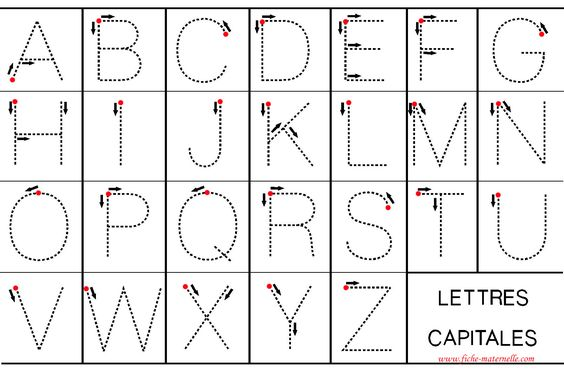 A B C D E F G
H I J K L M N
O P Q R S T U
V W X Y Z
LETTRES
CAPITALES
www.fiche-maternelle.com